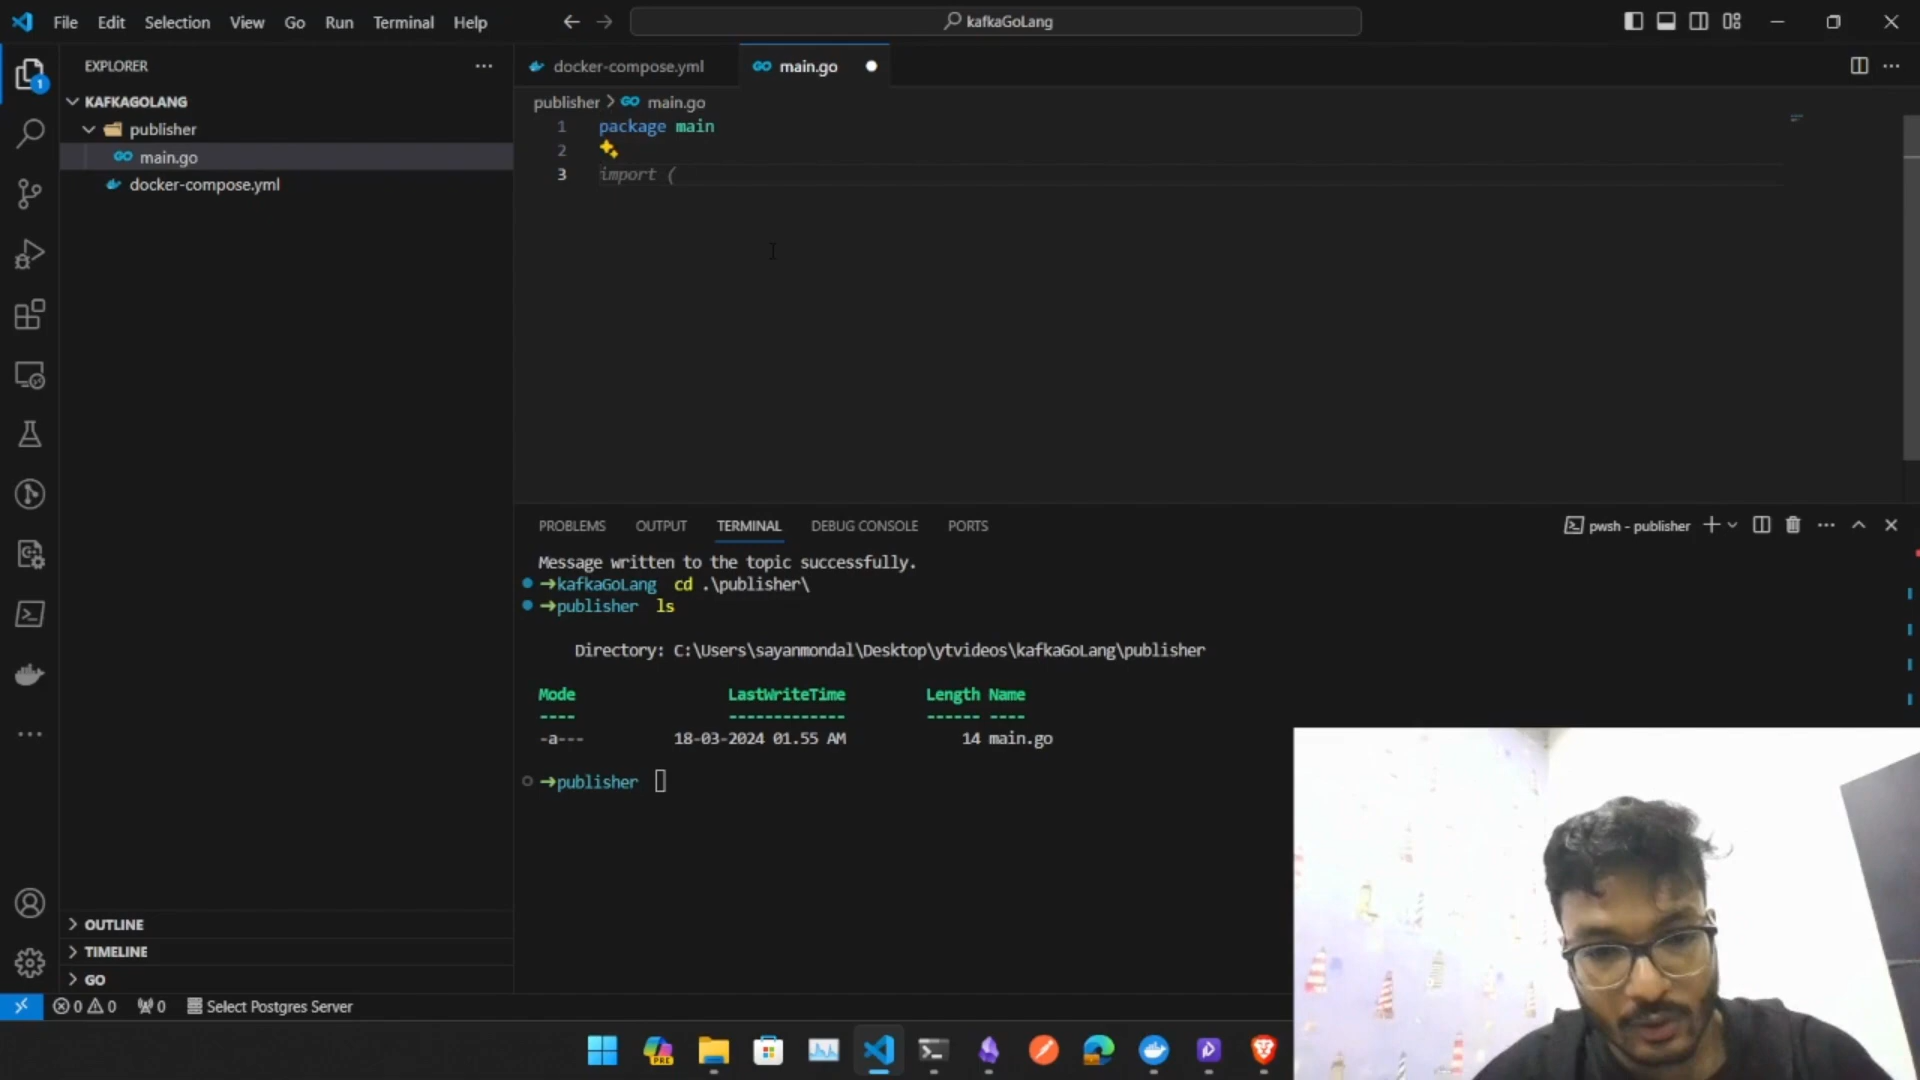 File Edit Selection View Go Run Terminal Help
kafkaGoLang
EXPLORER
KAFKAGOLANG
publisher
main.go
docker-compose.yml
OUTLINE
TIMELINE
GO
1
docker-compose.yml
main.go
publisher > main.go
1 package main
2
3 import (
PROBLEMS OUTPUT TERMINAL DEBUG CONSOLE PORTS
pwsh - publisher
Message written to the topic successfully.
→kafkaGoLang cd .\publisher\
→publisher ls
Directory: C:\Users\sayanmondal\Desktop\ytvideos\kafkaGoLang\publisher
Mode LastWriteTime Length Name
---- ------------- ------ ----
-a--- 18-03-2024 01.55 AM 14 main.go
→publisher
0 0 0 Select Postgres Server
PRE